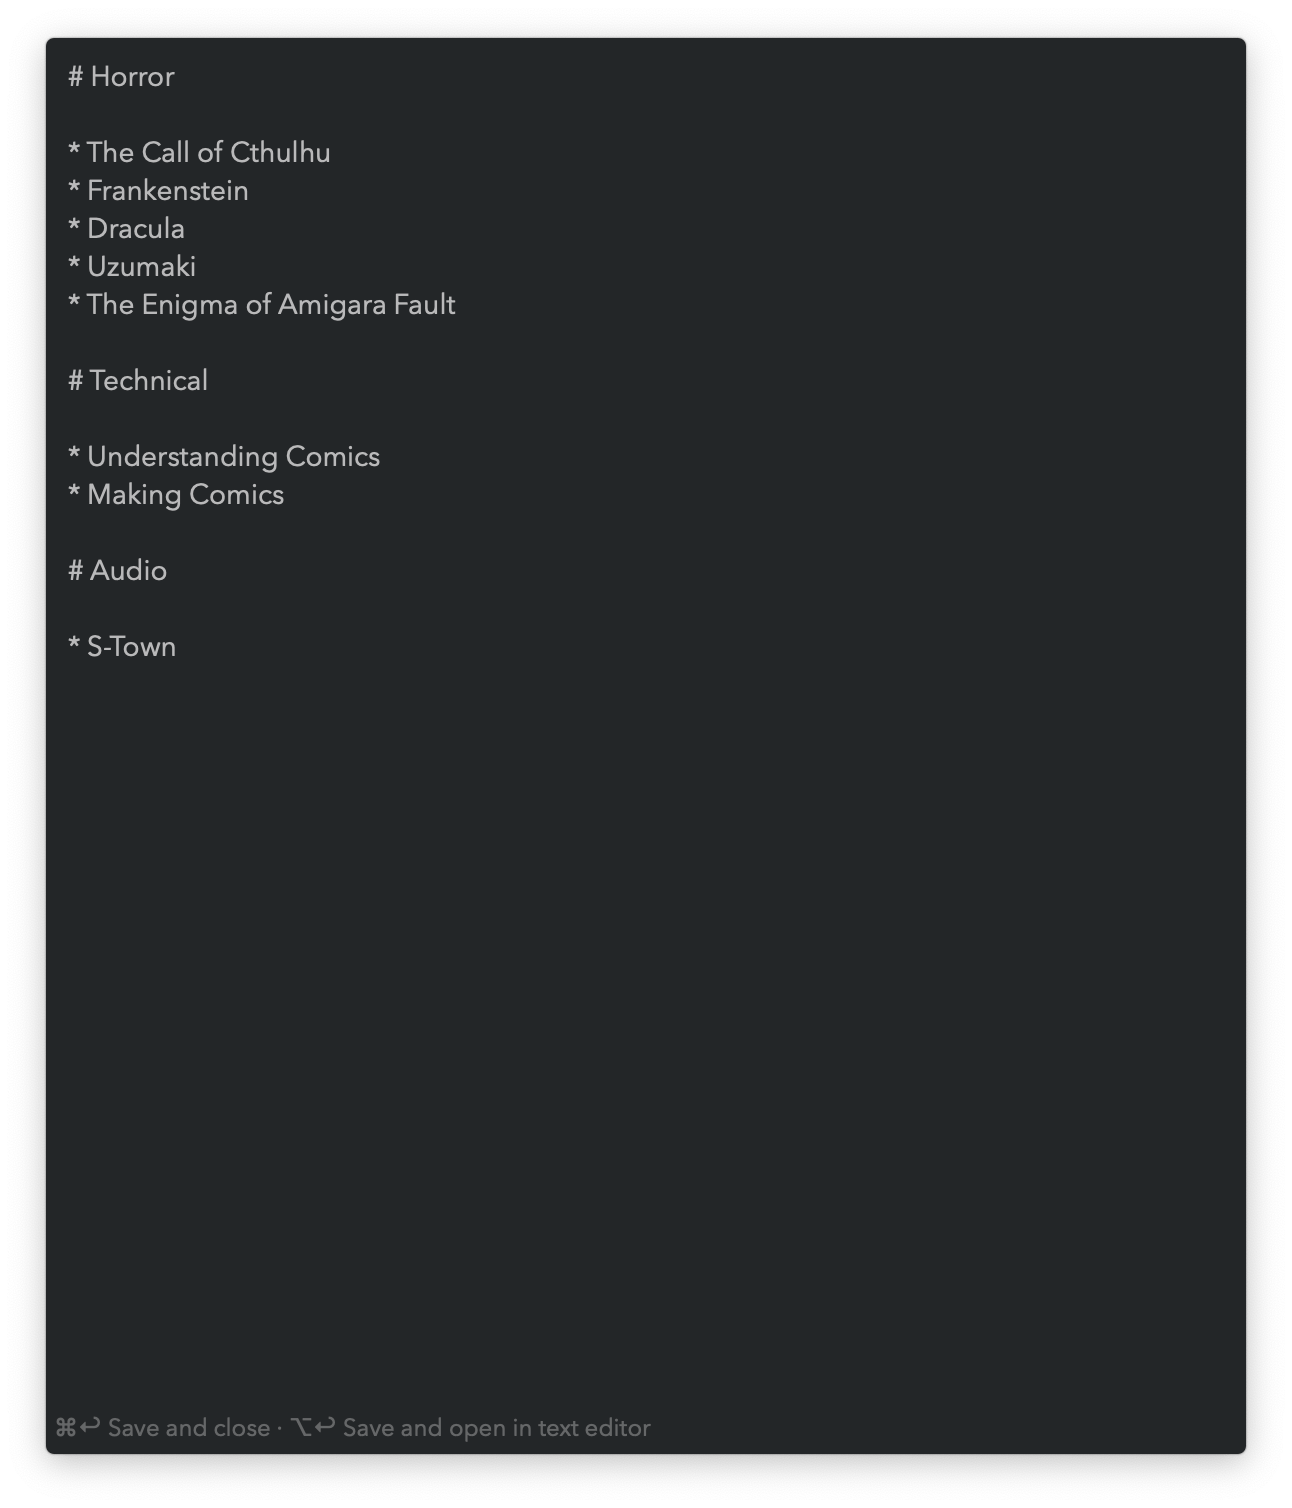 # Horror
* The Call of Cthulhu
* Frankenstein
* Dracula
* Uzumaki
* The Enigma of Amigara Fault
# Technical
* Understanding Comics
* Making Comics
# Audio
* S-Town
⌘↩ Save and close · ⌥↩ Save and open in text editor